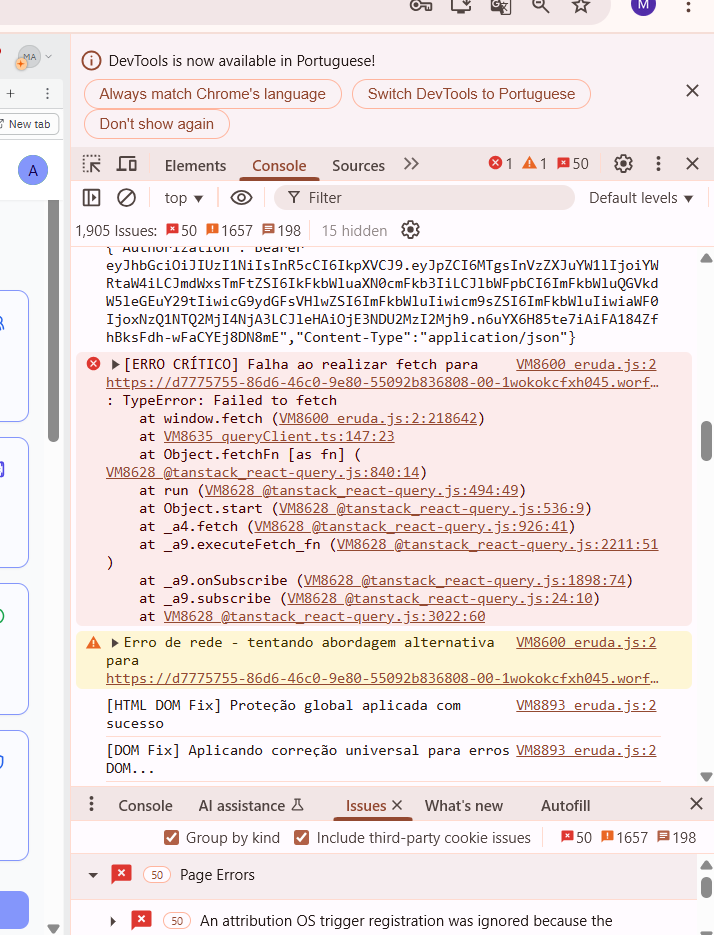 M
MA
DevTools is now available in Portuguese!
Always match Chrome's language
Switch DevTools to Portuguese
Don't show again
New tab
A
Elements
Console
Sources
1
1
50
top
Filter
Default levels
1,905 Issues: 50 1657 198 15 hidden
{"Authorization":"Bearer
eyJhbGciOiJIUzI1NiIsInR5cCI6IkpXVCJ9.eyJpZCI6MTgsInVzZXJuYW1lIjoiYW
RtaW4iLCJmdWxsTmFtZSI6IkFkbWluaXN0cmFkb3IiLCJlbWFpbCI6ImFkbWluQGVkd
W5leGEuY29tIiwicG9ydGFsVHlwZSI6ImFkbWluIiwicm9sZSI6ImFkbWluIiwiaWF0
IjoxNzQ1NTQ2MjI4NjA3LCJleHAiOjE3NDU2MzI2Mjh9.n6uYX6H85te7iAiFA184Zf
hBksFdh-wFaCYEj8DN8mE","Content-Type":"application/json"}
[ERRO CRÍTICO] Falha ao realizar fetch para VM8600 eruda.js:2
https://d7775755-86d6-46c0-9e80-55092b836808-00-1wokokcfxh045.worf…
: TypeError: Failed to fetch
at window.fetch (VM8600 eruda.js:2:218642)
at VM8635 queryClient.ts:147:23
at Object.fetchFn [as fn] (
VM8628 @tanstack_react-query.js:840:14)
at run (VM8628 @tanstack_react-query.js:494:49)
at Object.start (VM8628 @tanstack_react-query.js:536:9)
at _a4.fetch (VM8628 @tanstack_react-query.js:926:41)
at _a9.executeFetch_fn (VM8628 @tanstack_react-query.js:2211:51
)
at _a9.onSubscribe (VM8628 @tanstack_react-query.js:1898:74)
at _a9.subscribe (VM8628 @tanstack_react-query.js:24:10)
at VM8628 @tanstack_react-query.js:3022:60
Erro de rede - tentando abordagem alternativa VM8600 eruda.js:2
para
https://d7775755-86d6-46c0-9e80-55092b836808-00-1wokokcfxh045.worf…
[HTML DOM Fix] Proteção global aplicada com VM8893 eruda.js:2
sucesso
[DOM Fix] Aplicando correção universal para erros VM8893 eruda.js:2
DOM...
Console
AI assistance
Issues
What's new
Autofill
Group by kind
Include third-party cookie issues
50 1657 198
50 Page Errors
50 An attribution OS trigger registration was ignored because the